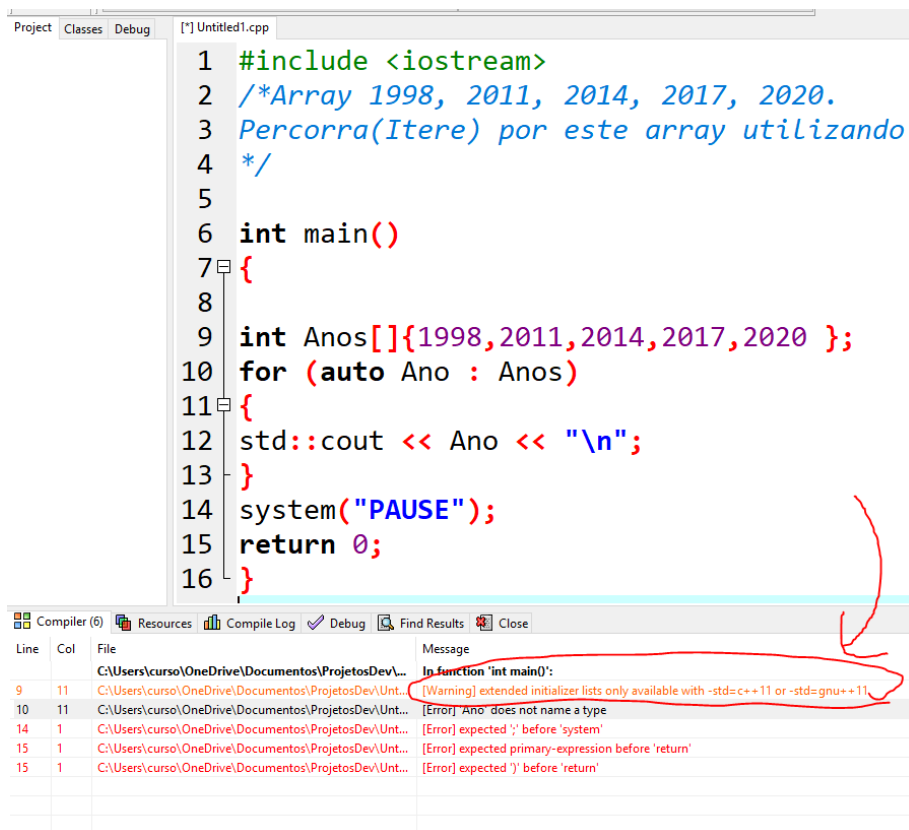 Project Classes Debug
[*] Untitled1.cpp
1 #include <iostream>
2 /*Array 1998, 2011, 2014, 2017, 2020.
3 Percorra(Itere) por este array utilizando
4 */
5
6 int main()
7 {
8
9 int Anos[]{1998,2011,2014,2017,2020 };
10 for (auto Ano : Anos)
11 {
12 std::cout << Ano << "\n";
13 }
14 system("PAUSE");
15 return 0;
16 }
Compiler (6) Resources Compile Log Debug Find Results Close
Line Col File Message
C:\Users\curso\OneDrive\Documentos\ProjetosDev\... In function 'int main()':
9 11 C:\Users\curso\OneDrive\Documentos\ProjetosDev\Unt... [Warning] extended initializer lists only available with -std=c++11 or -std=gnu++11
10 11 C:\Users\curso\OneDrive\Documentos\ProjetosDev\Unt... [Error] 'Ano' does not name a type
14 1 C:\Users\curso\OneDrive\Documentos\ProjetosDev\Unt... [Error] expected ';' before 'system'
15 1 C:\Users\curso\OneDrive\Documentos\ProjetosDev\Unt... [Error] expected primary-expression before 'return'
15 1 C:\Users\curso\OneDrive\Documentos\ProjetosDev\Unt... [Error] expected ')' before 'return'